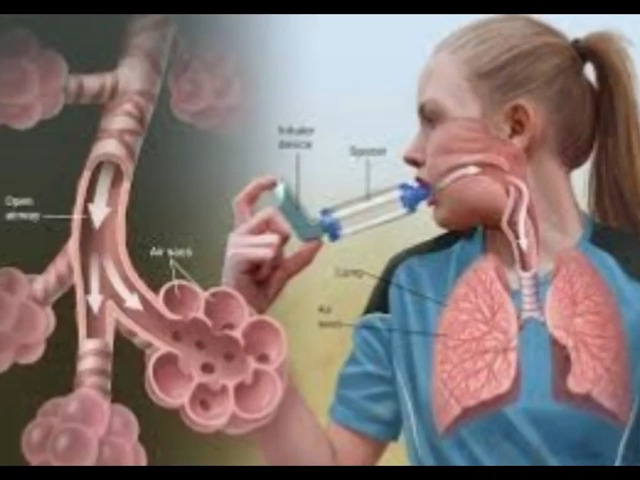 Inhaler
device
Spacer
Open
airway
Air sacs
Lung
Air
sacs